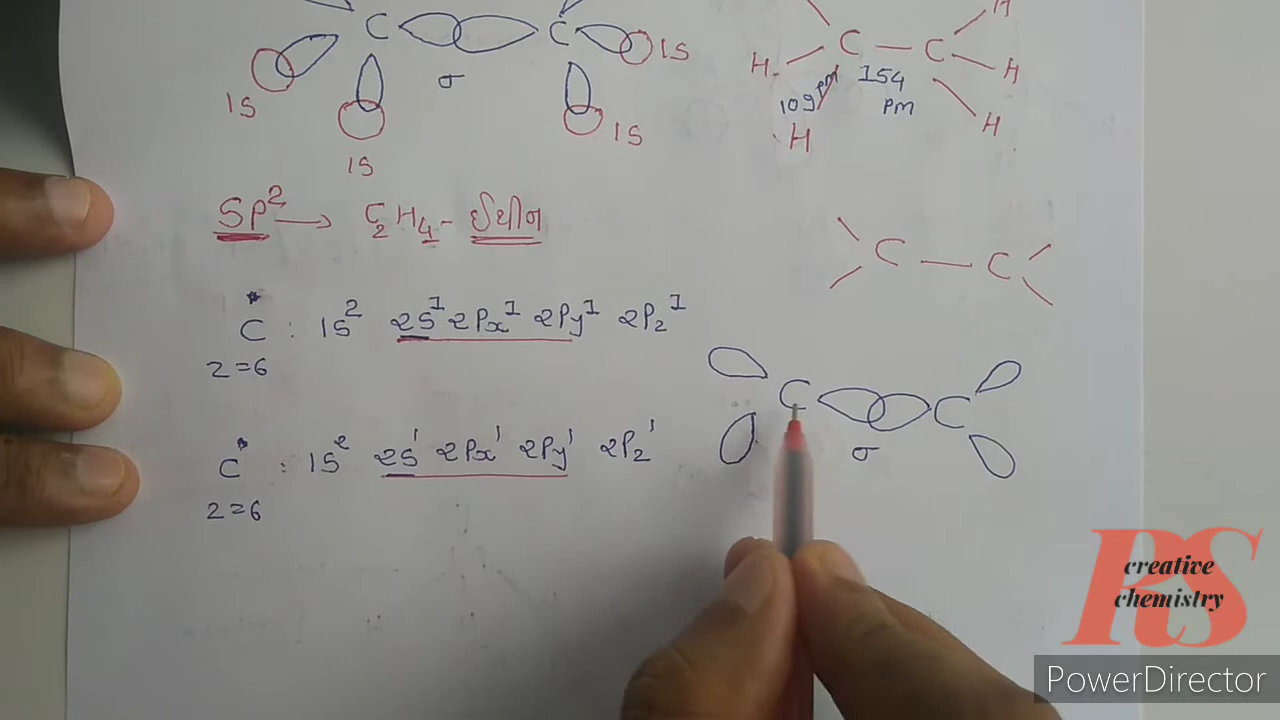 C C
σ
1S 1S
1S 1S
H
H C — C H
109 pm 154 pm
H H
SP² → C₂H₄ - ઈથીન
C — C
C* : 1S² 2S¹ 2Px¹ 2Py¹ 2Pz¹
Z=6
C C
σ
C* : 1S² 2S¹ 2Px¹ 2Py¹ 2Pz¹
Z=6
RS
creative
chemistry
PowerDirector